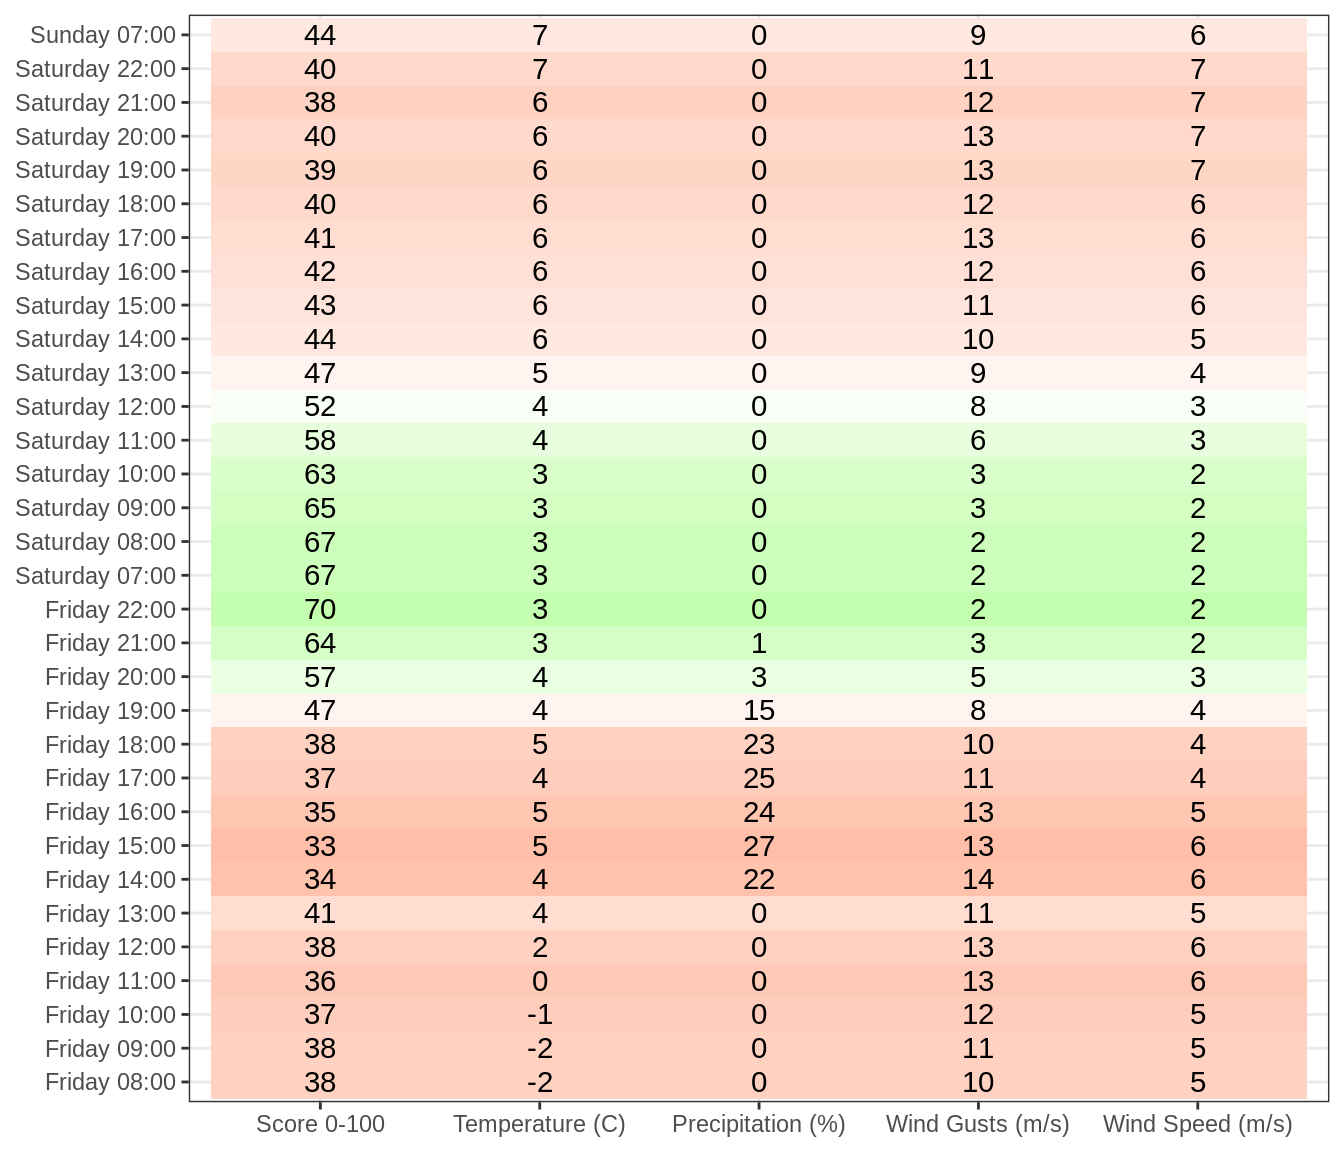 Sunday 07:00 44 7 0 9 6
Saturday 22:00 40 7 0 11 7
Saturday 21:00 38 6 0 12 7
Saturday 20:00 40 6 0 13 7
Saturday 19:00 39 6 0 13 7
Saturday 18:00 40 6 0 12 6
Saturday 17:00 41 6 0 13 6
Saturday 16:00 42 6 0 12 6
Saturday 15:00 43 6 0 11 6
Saturday 14:00 44 6 0 10 5
Saturday 13:00 47 5 0 9 4
Saturday 12:00 52 4 0 8 3
Saturday 11:00 58 4 0 6 3
Saturday 10:00 63 3 0 3 2
Saturday 09:00 65 3 0 3 2
Saturday 08:00 67 3 0 2 2
Saturday 07:00 67 3 0 2 2
Friday 22:00 70 3 0 2 2
Friday 21:00 64 3 1 3 2
Friday 20:00 57 4 3 5 3
Friday 19:00 47 4 15 8 4
Friday 18:00 38 5 23 10 4
Friday 17:00 37 4 25 11 4
Friday 16:00 35 5 24 13 5
Friday 15:00 33 5 27 13 6
Friday 14:00 34 4 22 14 6
Friday 13:00 41 4 0 11 5
Friday 12:00 38 2 0 13 6
Friday 11:00 36 0 0 13 6
Friday 10:00 37 -1 0 12 5
Friday 09:00 38 -2 0 11 5
Friday 08:00 38 -2 0 10 5
Score 0-100 Temperature (C) Precipitation (%) Wind Gusts (m/s) Wind Speed (m/s)